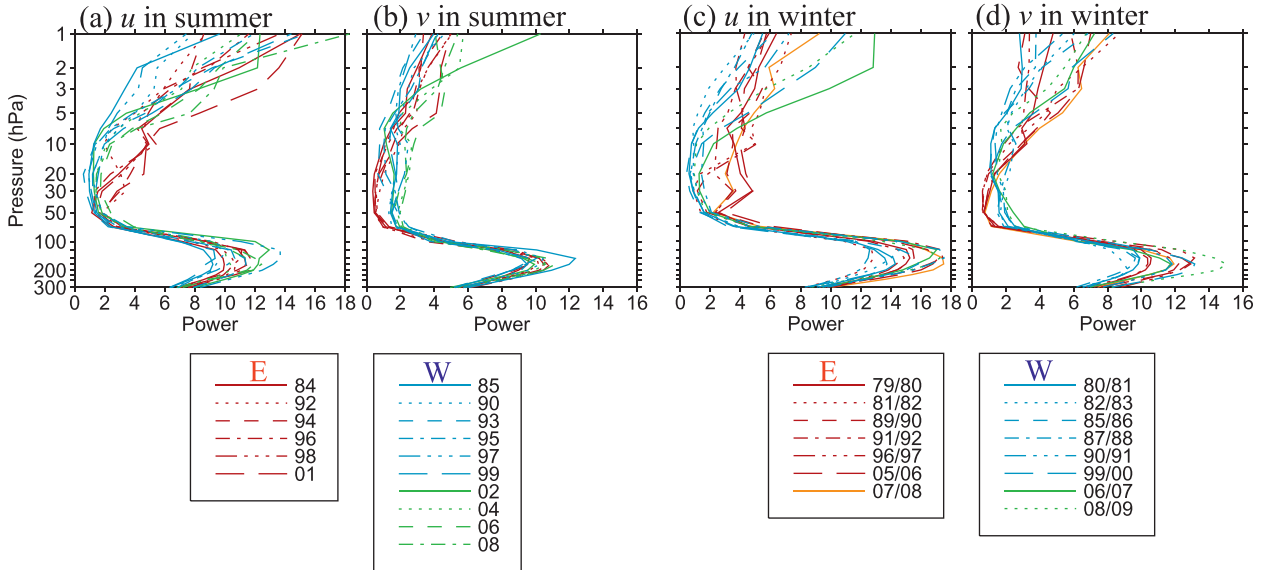 (a) u in summer
(b) v in summer
(c) u in winter
(d) v in winter
Pressure (hPa)
1
2
3
5
10
20
30
50
100
200
300
0 2 4 6 8 10 12 14 16 18
0 2 4 6 8 10 12 14 16
0 2 4 6 8 10 12 14 16 18
0 2 4 6 8 10 12 14 16
Power
Power
Power
Power
E
84
92
94
96
98
01
W
85
90
93
95
97
99
02
04
06
08
E
79/80
81/82
89/90
91/92
96/97
05/06
07/08
W
80/81
82/83
85/86
87/88
90/91
99/00
06/07
08/09